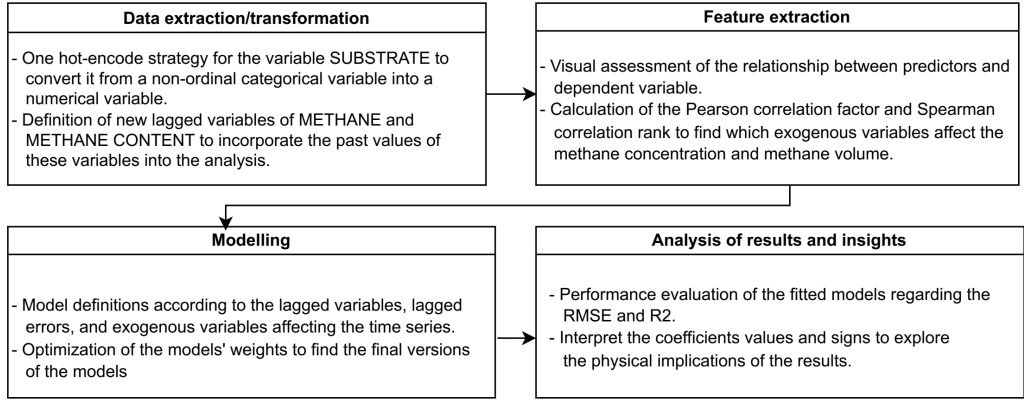 Data extraction/transformation
- One hot-encode strategy for the variable SUBSTRATE to
convert it from a non-ordinal categorical variable into a
numerical variable.
- Definition of new lagged variables of METHANE and
METHANE CONTENT to incorporate the past values of
these variables into the analysis.
Feature extraction
- Visual assessment of the relationship between predictors and
dependent variable.
- Calculation of the Pearson correlation factor and Spearman
correlation rank to find which exogenous variables affect the
methane concentration and methane volume.
Modelling
- Model definitions according to the lagged variables, lagged
errors, and exogenous variables affecting the time series.
- Optimization of the models' weights to find the final versions
of the models
Analysis of results and insights
- Performance evaluation of the fitted models regarding the
RMSE and R2.
- Interpret the coefficients values and signs to explore
the physical implications of the results.